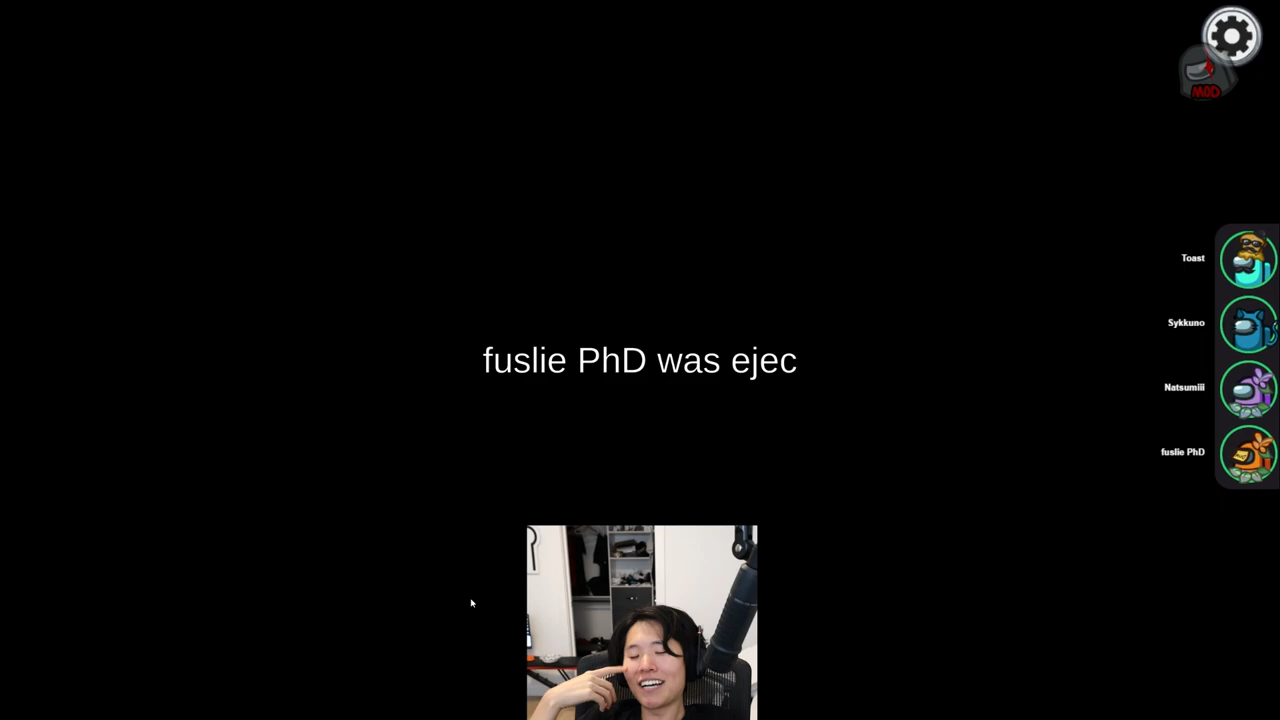 MOD
Toast
Sykkuno
fuslie PhD was ejec
Natsumiii
fuslie PhD